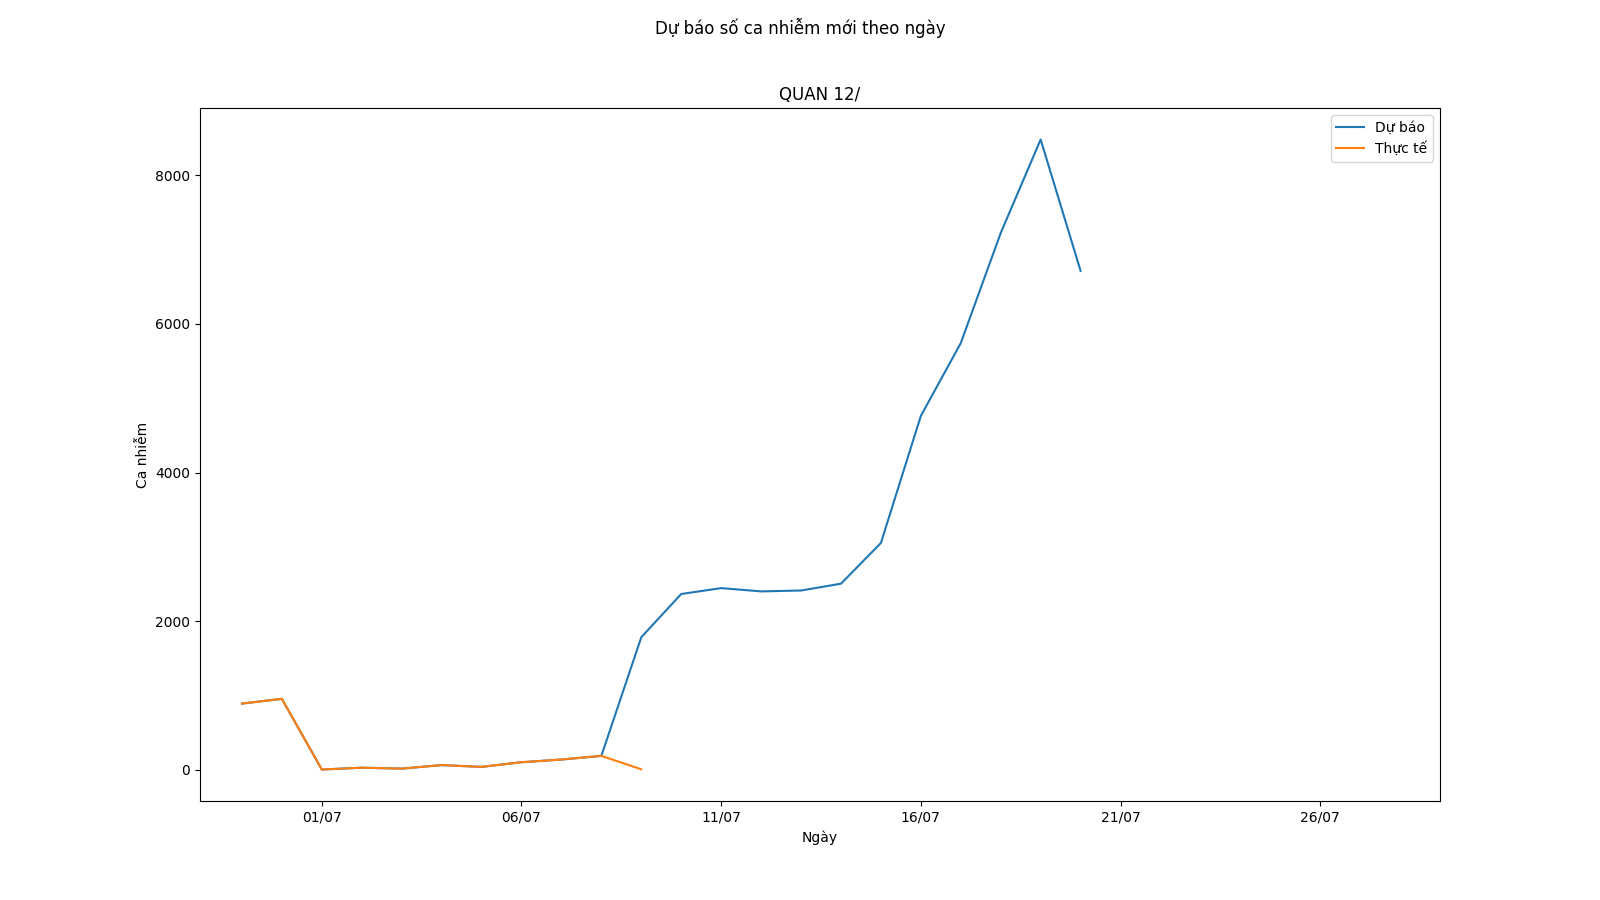 Dự báo số ca nhiễm mới theo ngày
QUAN 12/
Dự báo
Thực tế
8000
6000
4000
2000
0
Ca nhiễm
01/07
06/07
11/07
16/07
21/07
26/07
Ngày